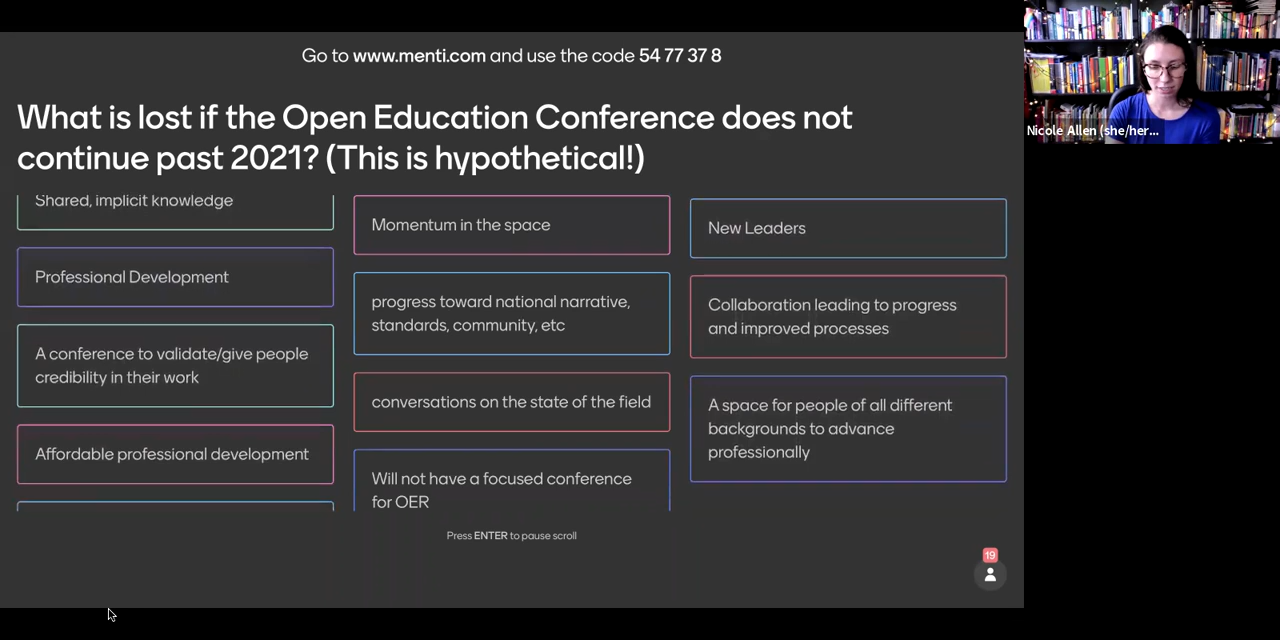 Go to www.menti.com and use the code 54 77 37 8
What is lost if the Open Education Conference does not
continue past 2021? (This is hypothetical!)
Shared, implicit knowledge
Professional Development
A conference to validate/give people
credibility in their work
Affordable professional development
Momentum in the space
progress toward national narrative,
standards, community, etc
conversations on the state of the field
Will not have a focused conference
for OER
New Leaders
Collaboration leading to progress
and improved processes
A space for people of all different
backgrounds to advance
professionally
Press ENTER to pause scroll
19
Nicole Allen (she/her...